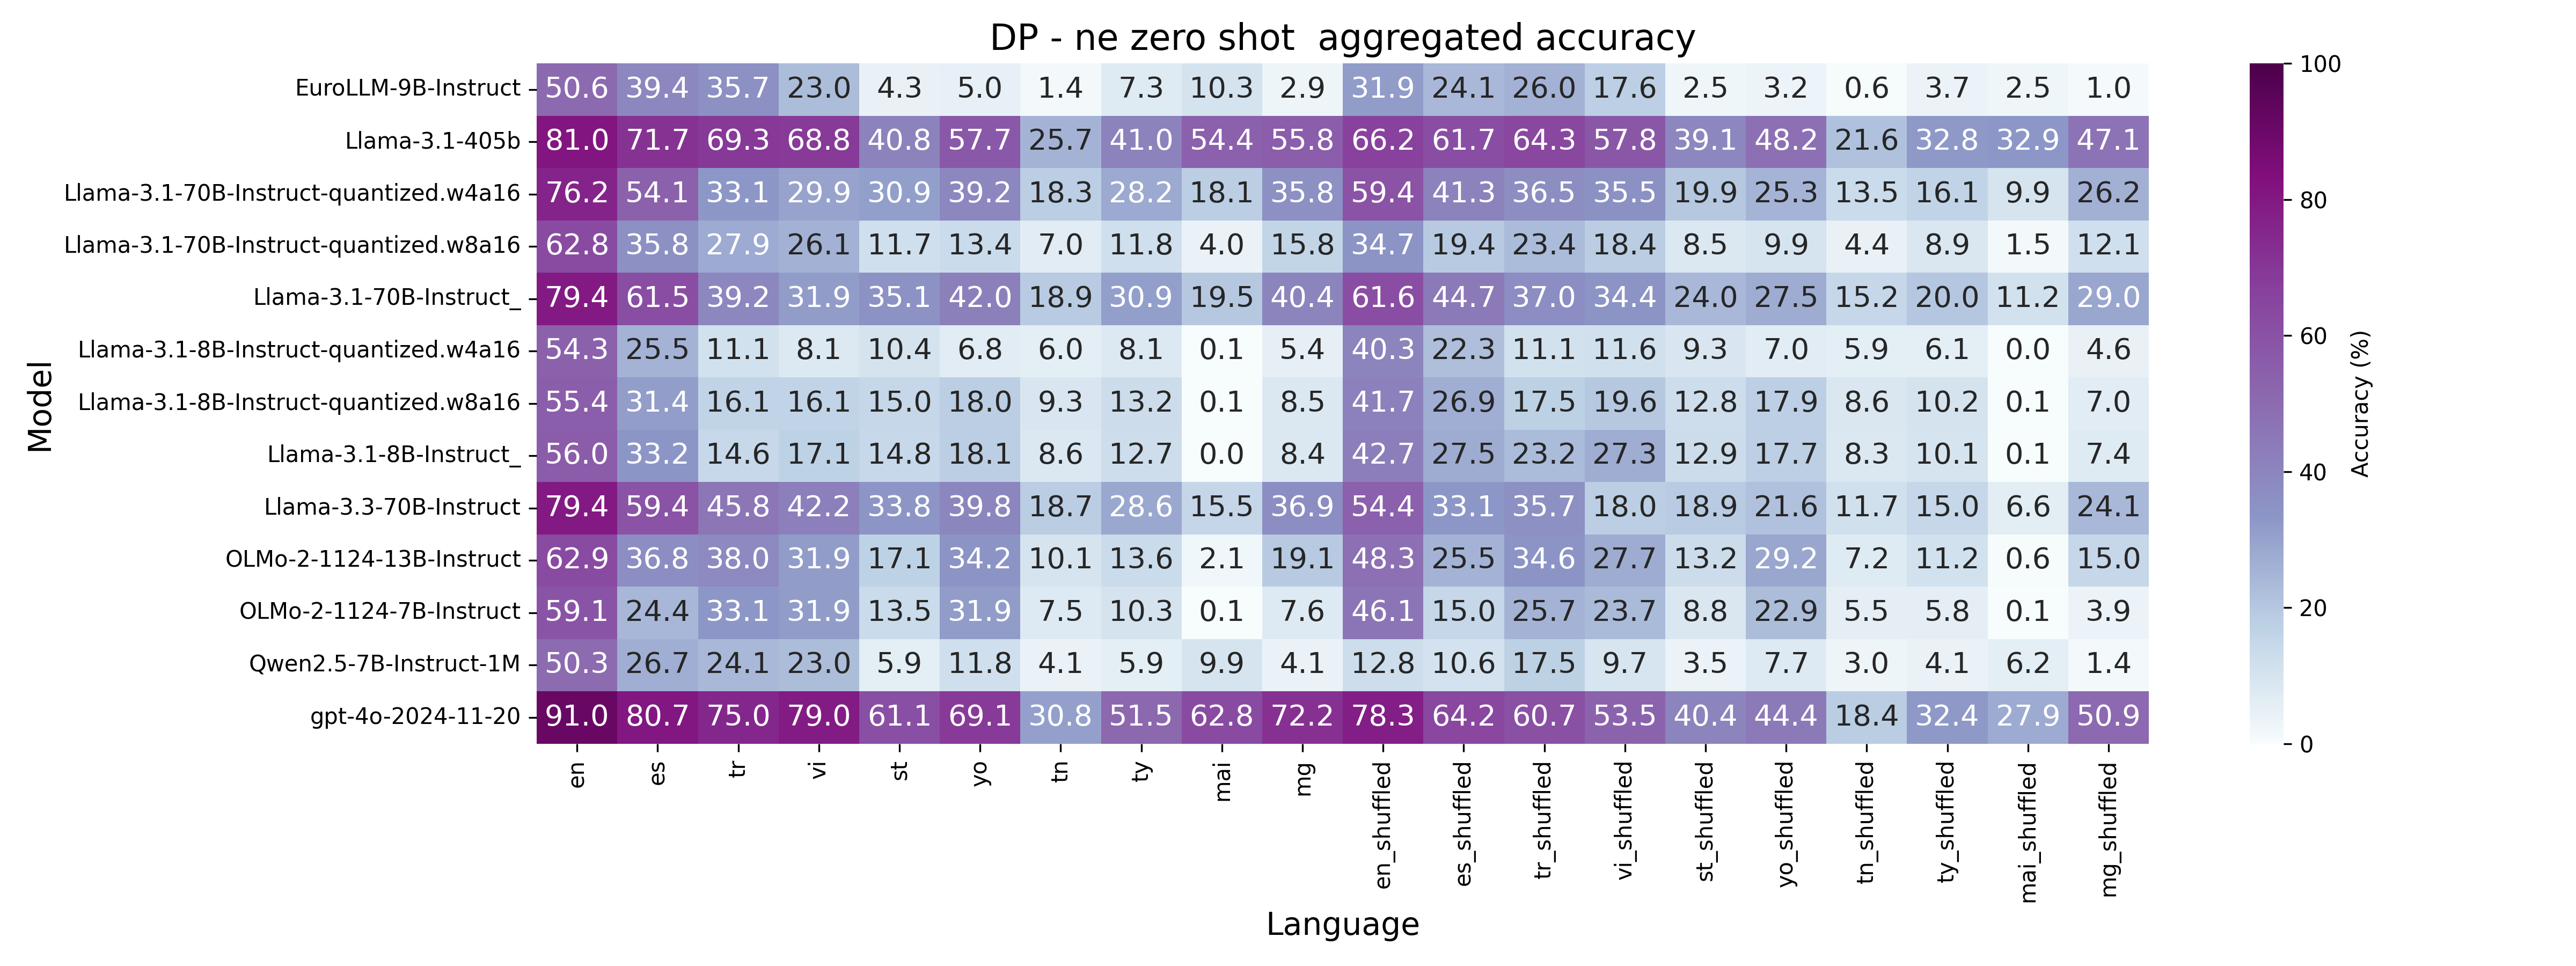 DP - ne zero shot  aggregated accuracy
Model
EuroLLM-9B-Instruct 50.6 39.4 35.7 23.0 4.3 5.0 1.4 7.3 10.3 2.9 31.9 24.1 26.0 17.6 2.5 3.2 0.6 3.7 2.5 1.0
Llama-3.1-405b 81.0 71.7 69.3 68.8 40.8 57.7 25.7 41.0 54.4 55.8 66.2 61.7 64.3 57.8 39.1 48.2 21.6 32.8 32.9 47.1
Llama-3.1-70B-Instruct-quantized.w4a16 76.2 54.1 33.1 29.9 30.9 39.2 18.3 28.2 18.1 35.8 59.4 41.3 36.5 35.5 19.9 25.3 13.5 16.1 9.9 26.2
Llama-3.1-70B-Instruct-quantized.w8a16 62.8 35.8 27.9 26.1 11.7 13.4 7.0 11.8 4.0 15.8 34.7 19.4 23.4 18.4 8.5 9.9 4.4 8.9 1.5 12.1
Llama-3.1-70B-Instruct_ 79.4 61.5 39.2 31.9 35.1 42.0 18.9 30.9 19.5 40.4 61.6 44.7 37.0 34.4 24.0 27.5 15.2 20.0 11.2 29.0
Llama-3.1-8B-Instruct-quantized.w4a16 54.3 25.5 11.1 8.1 10.4 6.8 6.0 8.1 0.1 5.4 40.3 22.3 11.1 11.6 9.3 7.0 5.9 6.1 0.0 4.6
Llama-3.1-8B-Instruct-quantized.w8a16 55.4 31.4 16.1 16.1 15.0 18.0 9.3 13.2 0.1 8.5 41.7 26.9 17.5 19.6 12.8 17.9 8.6 10.2 0.1 7.0
Llama-3.1-8B-Instruct_ 56.0 33.2 14.6 17.1 14.8 18.1 8.6 12.7 0.0 8.4 42.7 27.5 23.2 27.3 12.9 17.7 8.3 10.1 0.1 7.4
Llama-3.3-70B-Instruct 79.4 59.4 45.8 42.2 33.8 39.8 18.7 28.6 15.5 36.9 54.4 33.1 35.7 18.0 18.9 21.6 11.7 15.0 6.6 24.1
OLMo-2-1124-13B-Instruct 62.9 36.8 38.0 31.9 17.1 34.2 10.1 13.6 2.1 19.1 48.3 25.5 34.6 27.7 13.2 29.2 7.2 11.2 0.6 15.0
OLMo-2-1124-7B-Instruct 59.1 24.4 33.1 31.9 13.5 31.9 7.5 10.3 0.1 7.6 46.1 15.0 25.7 23.7 8.8 22.9 5.5 5.8 0.1 3.9
Qwen2.5-7B-Instruct-1M 50.3 26.7 24.1 23.0 5.9 11.8 4.1 5.9 9.9 4.1 12.8 10.6 17.5 9.7 3.5 7.7 3.0 4.1 6.2 1.4
gpt-4o-2024-11-20 91.0 80.7 75.0 79.0 61.1 69.1 30.8 51.5 62.8 72.2 78.3 64.2 60.7 53.5 40.4 44.4 18.4 32.4 27.9 50.9
en es tr vi st yo tn ty mai mg en_shuffled es_shuffled tr_shuffled vi_shuffled st_shuffled yo_shuffled tn_shuffled ty_shuffled mai_shuffled mg_shuffled
Language
100
80
60
40
20
0
Accuracy (%)